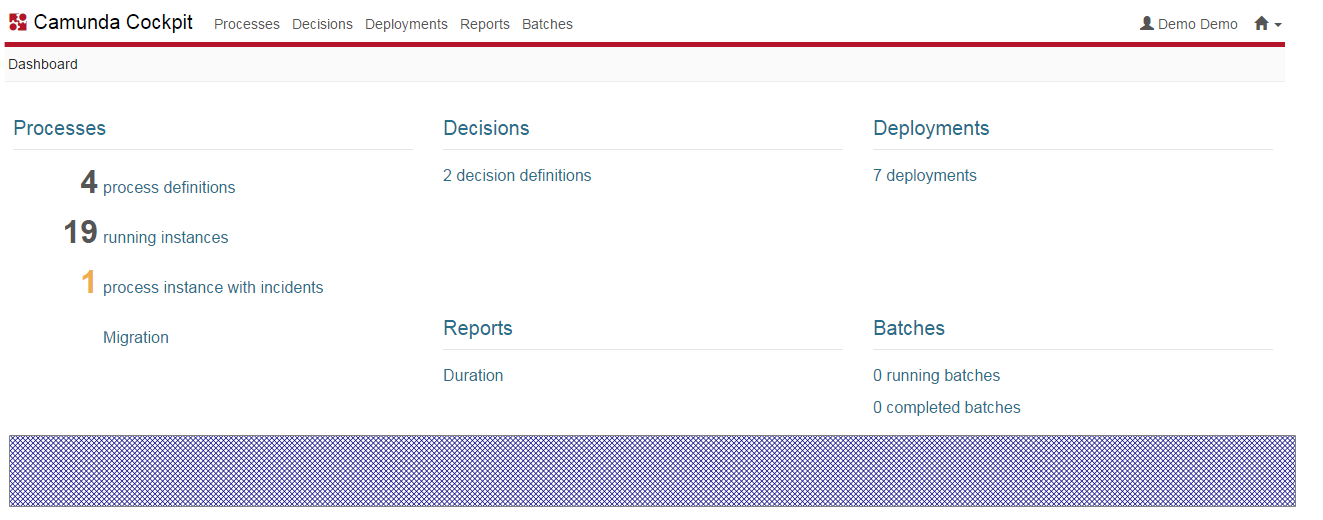 Camunda Cockpit Processes Decisions Deployments Reports Batches Demo Demo
Dashboard
Processes
4 process definitions
19 running instances
1 process instance with incidents
Migration
Decisions
2 decision definitions
Deployments
7 deployments
Reports
Duration
Batches
0 running batches
0 completed batches